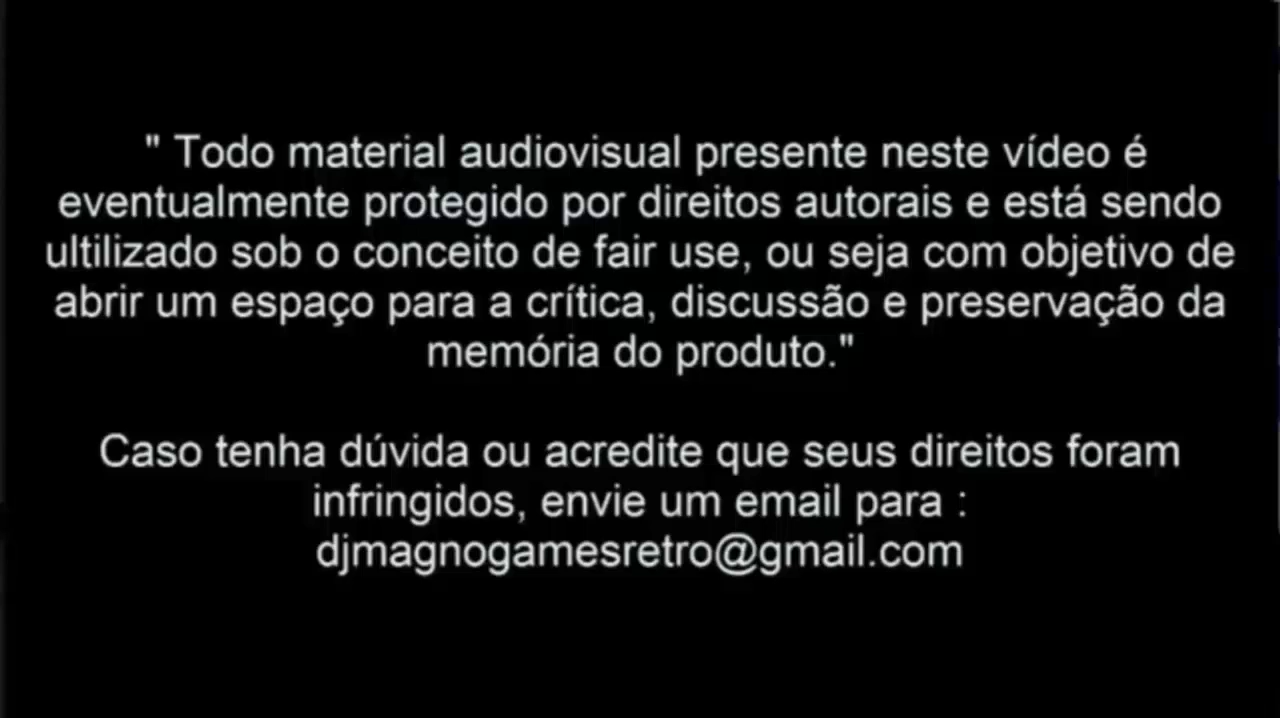 " Todo material audiovisual presente neste vídeo é
eventualmente protegido por direitos autorais e está sendo
ultilizado sob o conceito de fair use, ou seja com objetivo de
abrir um espaço para a crítica, discussão e preservação da
memória do produto."
Caso tenha dúvida ou acredite que seus direitos foram
infringidos, envie um email para :
djmagnogamesretro@gmail.com